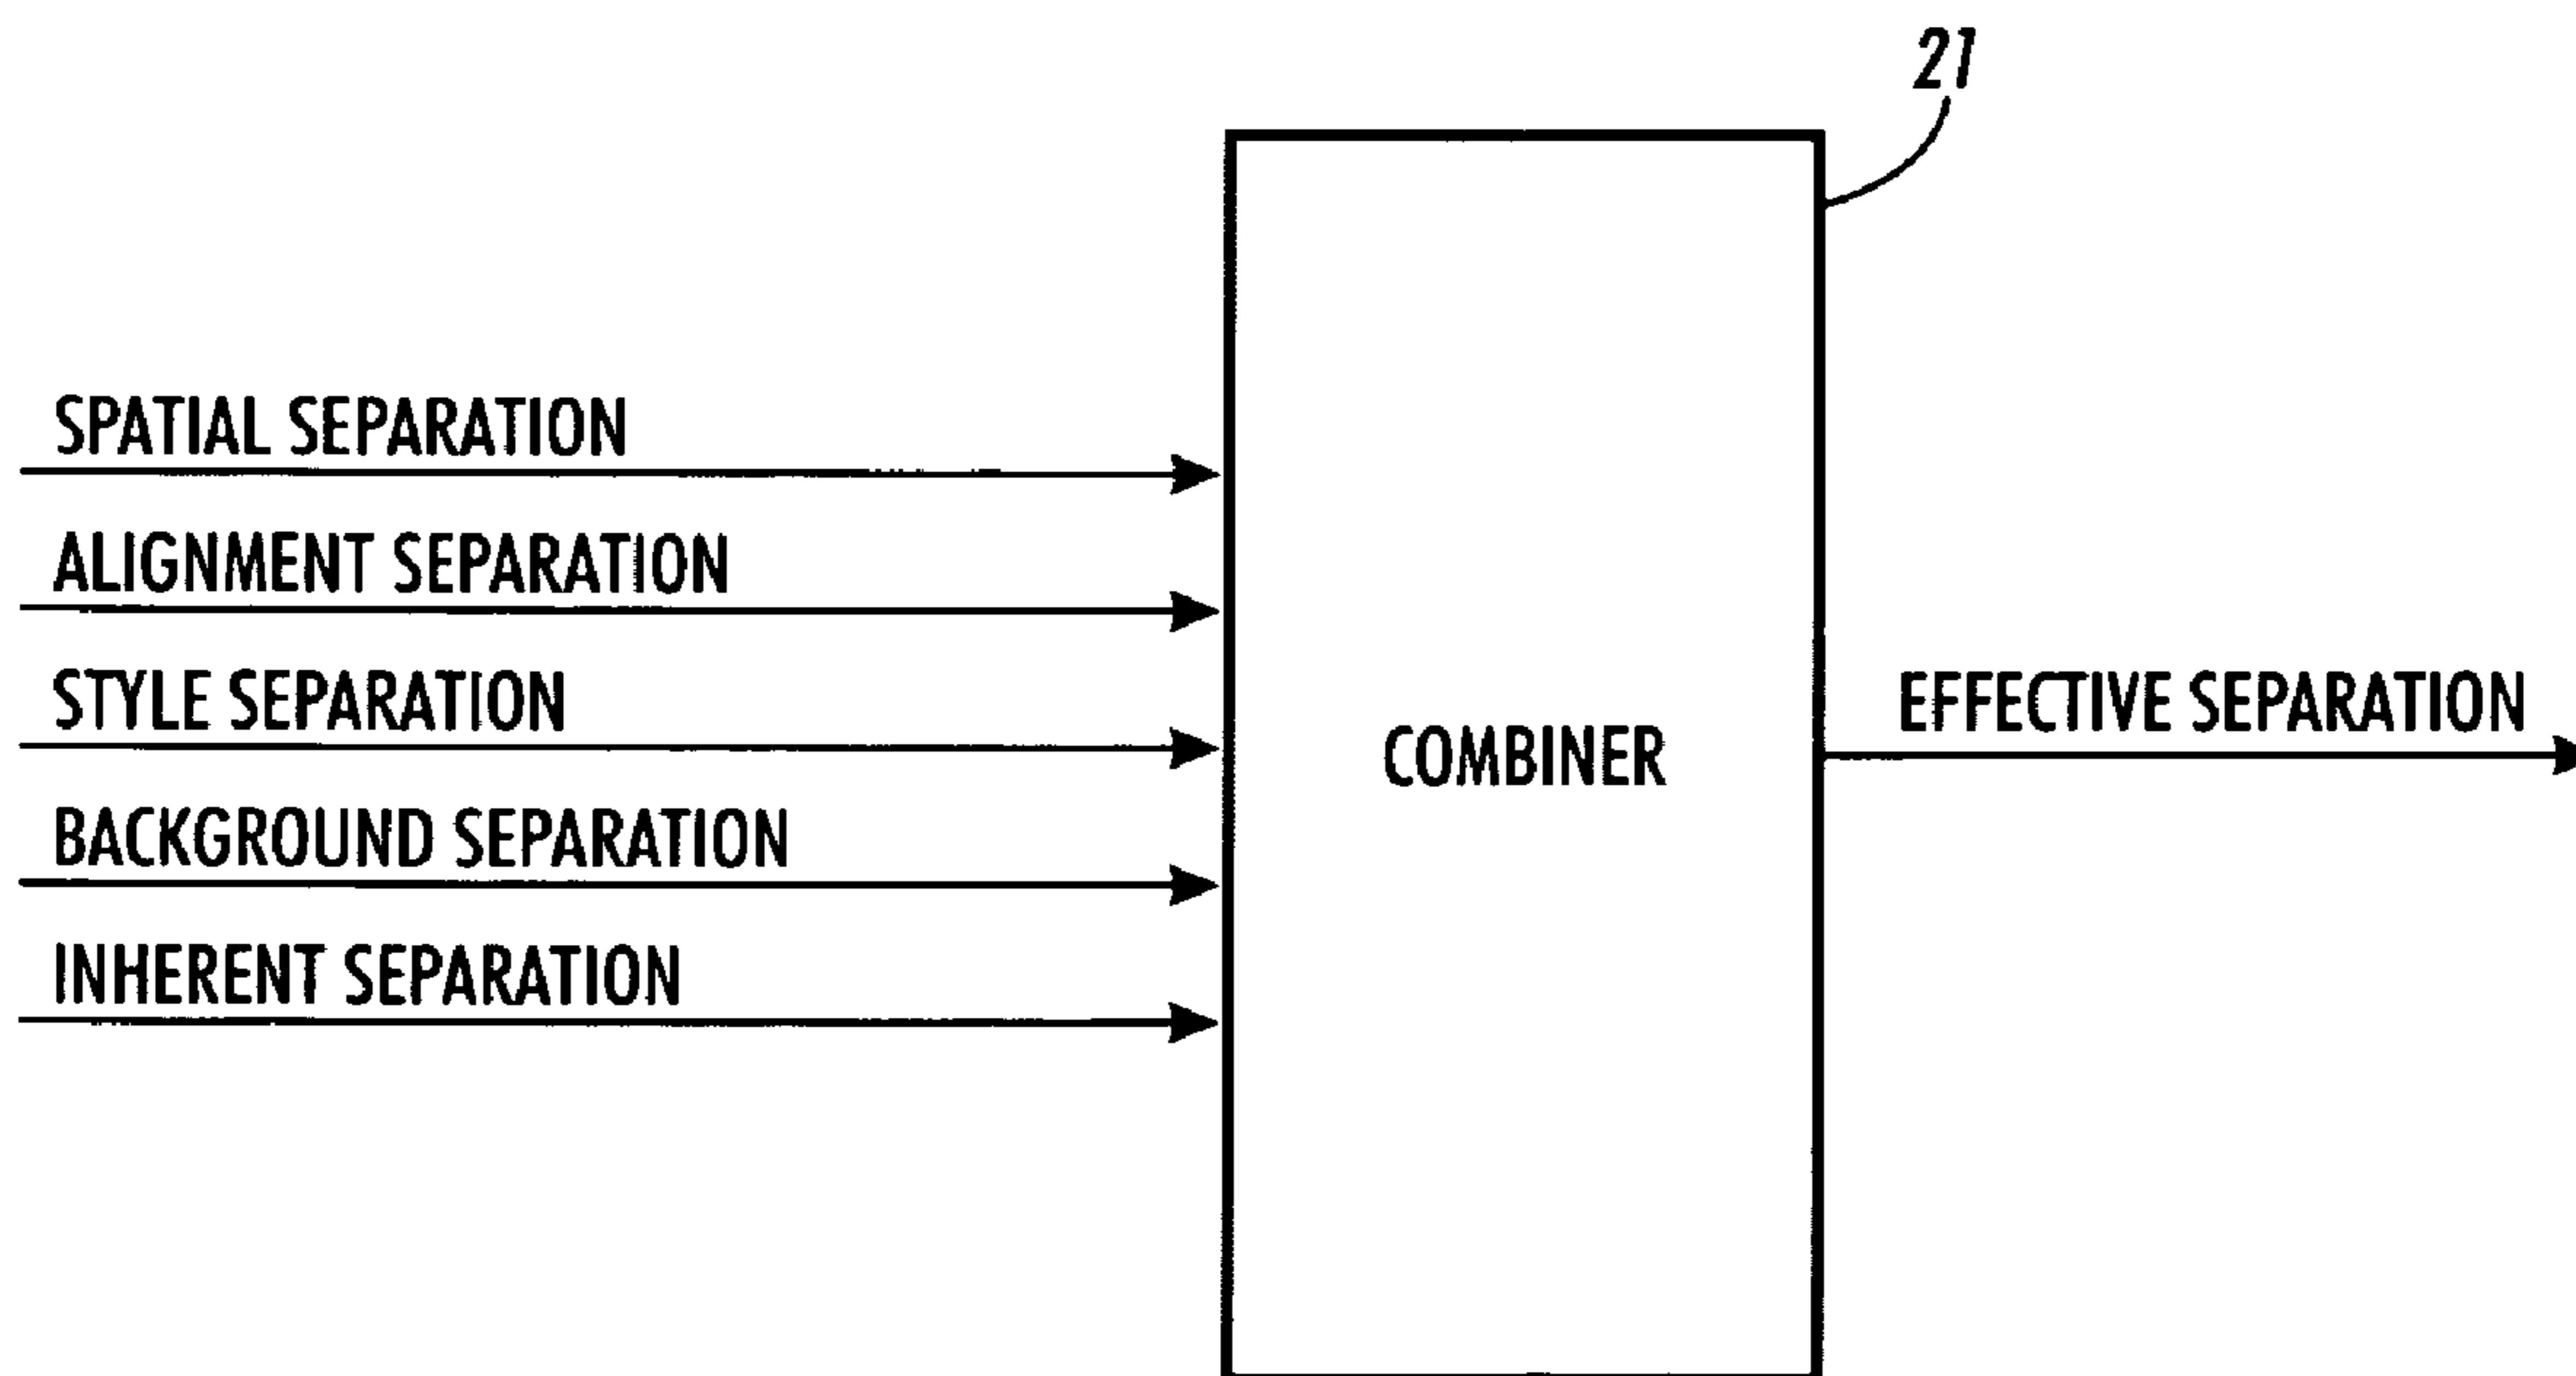 21
SPATIAL SEPARATION
ALIGNMENT SEPARATION
STYLE SEPARATION
BACKGROUND SEPARATION
INHERENT SEPARATION
COMBINER
EFFECTIVE SEPARATION